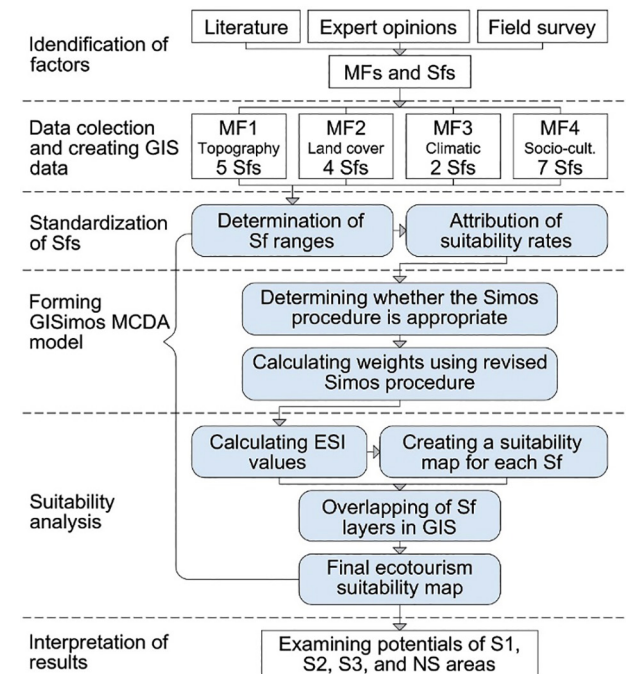 Idendification of
factors
Literature
Expert opinions
Field survey
MFs and Sfs
Data colection
and creating GIS
data
MF1
Topography
5 Sfs
MF2
Land cover
4 Sfs
MF3
Climatic
2 Sfs
MF4
Socio-cult.
7 Sfs
Standardization
of Sfs
Determination of
Sf ranges
Attribution of
suitability rates
Forming
GISimos MCDA
model
Determining whether the Simos
procedure is appropriate
Calculating weights using revised
Simos procedure
Suitability
analysis
Calculating ESI
values
Creating a suitability
map for each Sf
Overlapping of Sf
layers in GIS
Final ecotourism
suitability map
Interpretation of
results
Examining potentials of S1,
S2, S3, and NS areas